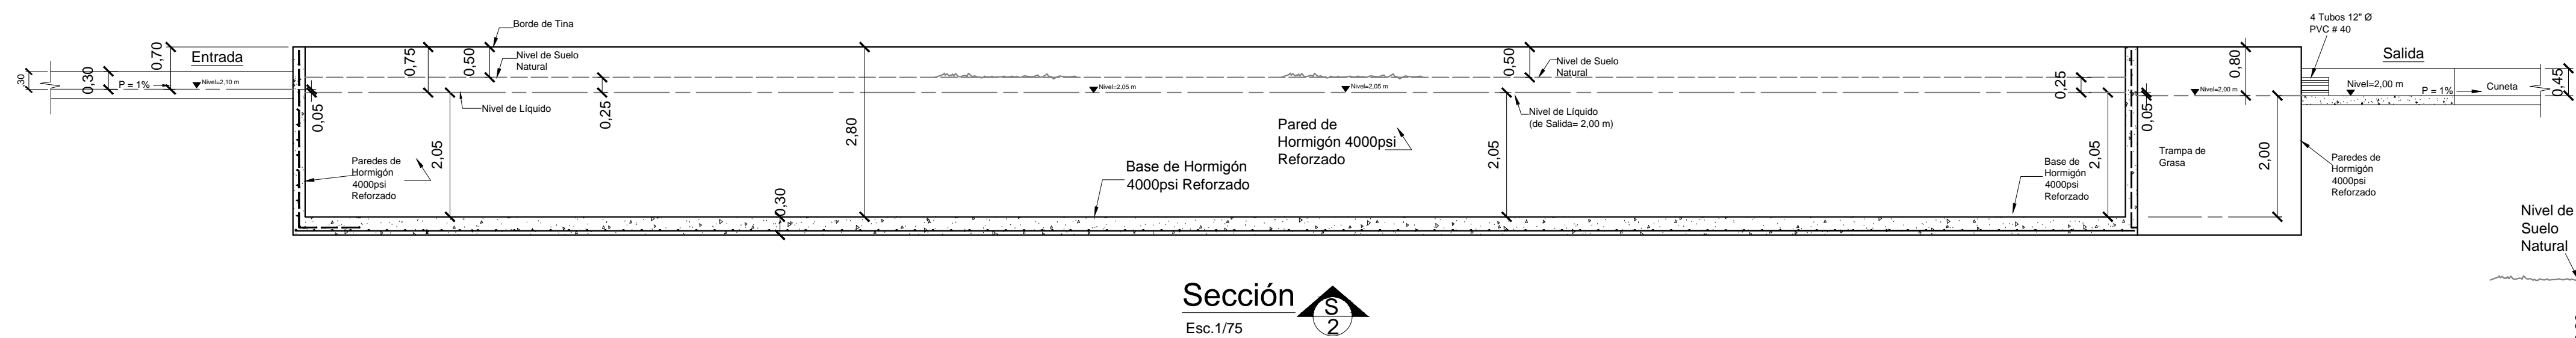 Borde de Tina
4 Tubos 12" Ø
PVC # 40
Entrada
Salida
0,70
0,75
0,50
Nivel de Suelo
Natural
0,50
Nivel de Suelo
Natural
0,80
,30
0,30
P = 1%
Nivel=2,10 m
Nivel=2,05 m
Nivel=2,05 m
0,25
Nivel=2,00 m
Nivel=2,00 m
P = 1%
Cuneta
0,45
0,05
Nivel de Líquido
0,25
Nivel de Líquido
(de Salida= 2,00 m)
0,05
2,80
Pared de
Hormigón 4000psi
Reforzado
2,05
2,05
2,05
2,00
Trampa de
Grasa
Paredes de
Hormigón
4000psi
Reforzado
Base de Hormigón
4000psi Reforzado
Base de
Hormigón
4000psi
Reforzado
Paredes de
Hormigón
4000psi
Reforzado
0,30
Nivel de
Suelo
Natural
Sección
S
2
Esc.1/75